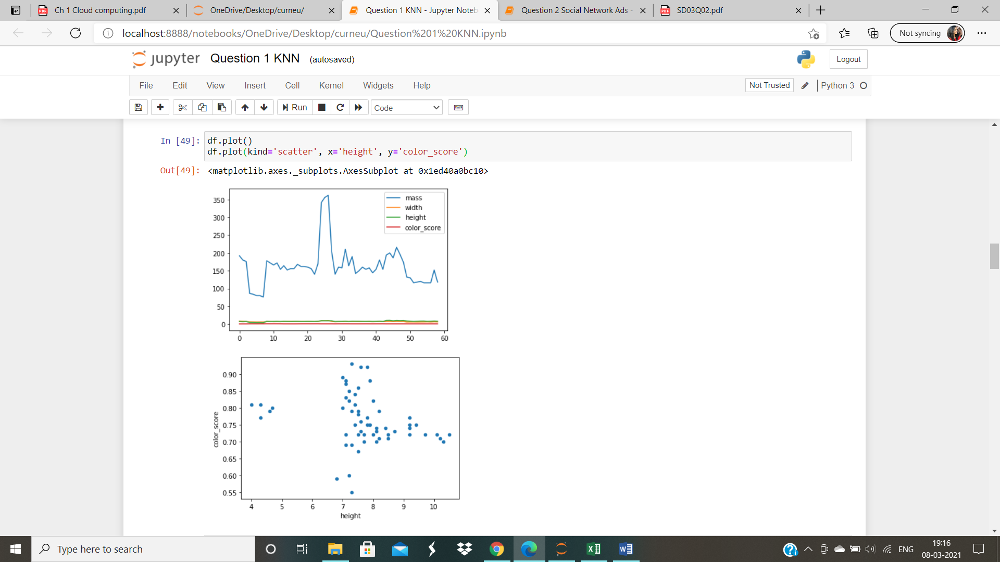 Ch 1 Cloud computing.pdf
OneDrive/Desktop/curneu/
Question 1 KNN - Jupyter Noteb
Question 2 Social Network Ads -
SD03Q02.pdf
localhost:8888/notebooks/OneDrive/Desktop/curneu/Question%201%20KNN.ipynb
Not syncing
jupyter Question 1 KNN (autosaved)
Logout
File Edit View Insert Cell Kernel Widgets Help
Not Trusted
Python 3
Run
Code
In [49]: df.plot()
df.plot(kind='scatter', x='height', y='color_score')
Out[49]: <matplotlib.axes._subplots.AxesSubplot at 0x1ed40a0bc10>
350
300
250
200
150
100
50
0
mass
width
height
color_score
0 10 20 30 40 50 60
0.90
0.85
0.80
0.75
0.70
0.65
0.60
0.55
color_score
4 5 6 7 8 9 10
height
Type here to search
ENG
19:16
08-03-2021